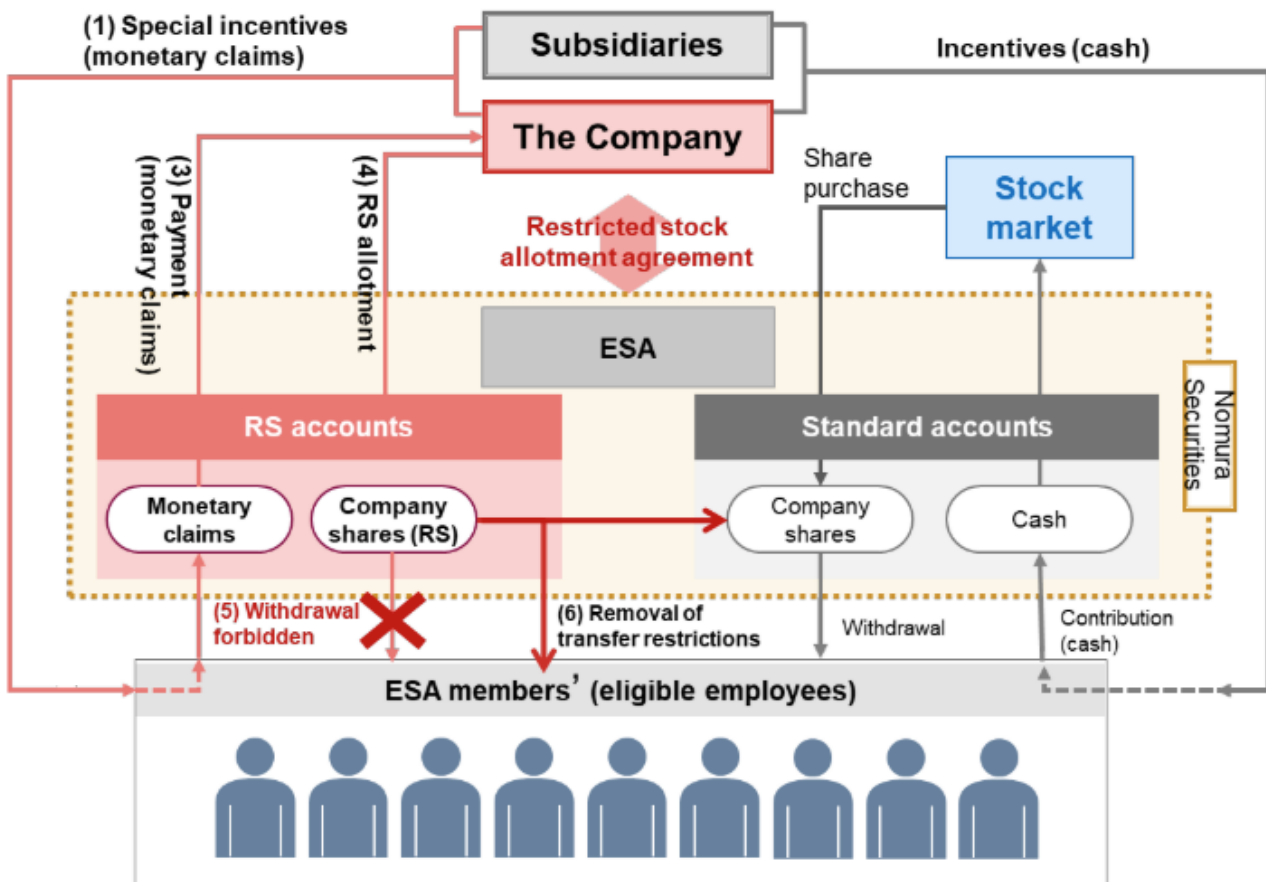 (1) Special incentives
(monetary claims)
Subsidiaries
Incentives (cash)
The Company
(3) Payment
(monetary claims)
(4) RS allotment
Share
purchase
Stock
market
Restricted stock
allotment agreement
ESA
Nomura
Securities
RS accounts
Standard accounts
Monetary
claims
Company
shares (RS)
Company
shares
Cash
(5) Withdrawal
forbidden
(6) Removal of
transfer restrictions
Withdrawal
Contribution
(cash)
ESA members’ (eligible employees)